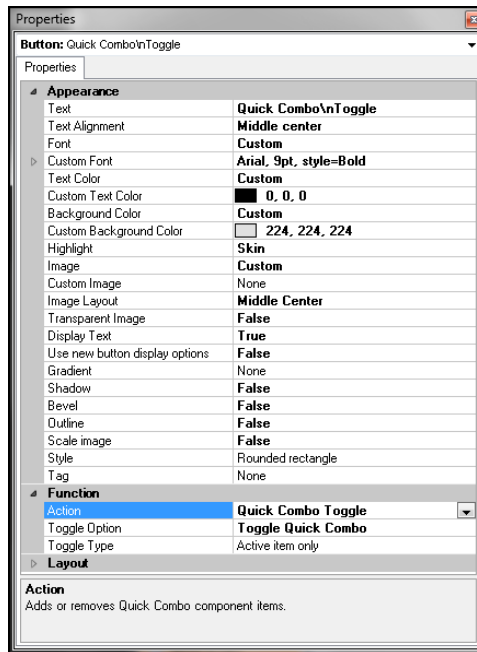 Properties
Button: Quick Combo\nToggle
Properties
Appearance
Text Quick Combo\nToggle
Text Alignment Middle center
Font Custom
Custom Font Arial, 9pt, style=Bold
Text Color Custom
Custom Text Color 0, 0, 0
Background Color Custom
Custom Background Color 224, 224, 224
Highlight Skin
Image Custom
Custom Image None
Image Layout Middle Center
Transparent Image False
Display Text True
Use new button display options False
Gradient None
Shadow False
Bevel False
Outline False
Scale image False
Style Rounded rectangle
Tag None
Function
Action Quick Combo Toggle
Toggle Option Toggle Quick Combo
Toggle Type Active item only
Layout
Action
Adds or removes Quick Combo component items.